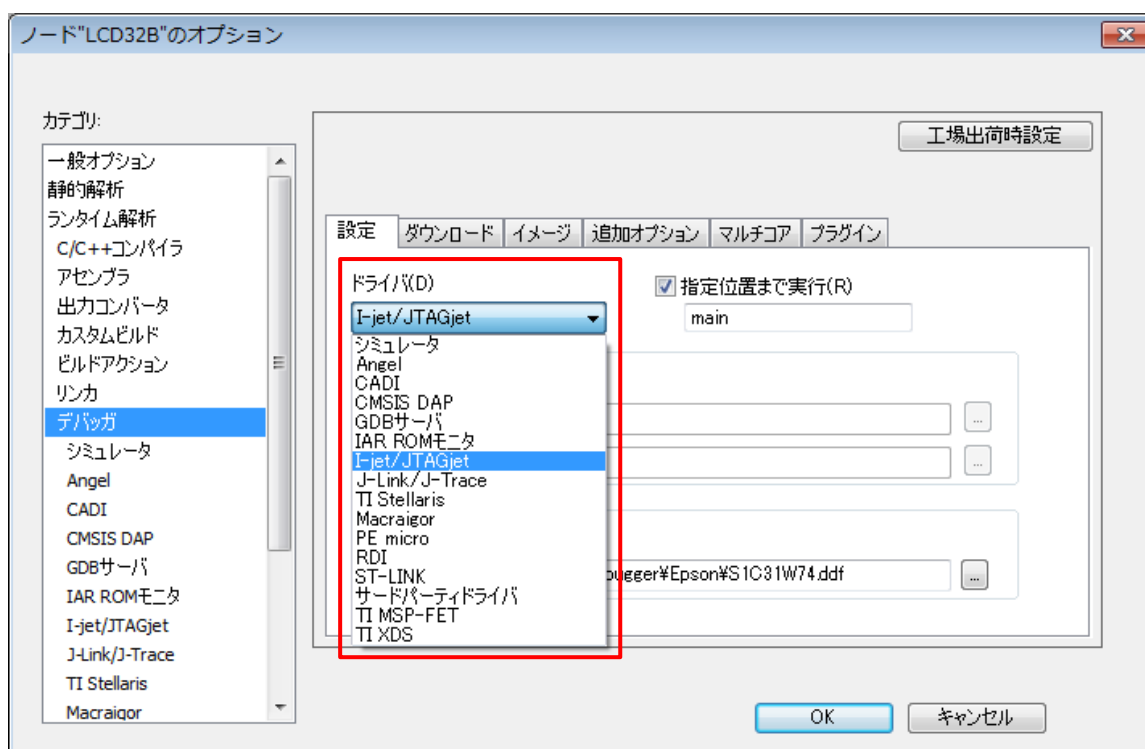 ノード"LCD32B"のオプション
カテゴリ:
一般オプション
静的解析
ランタイム解析
C/C++コンパイラ
アセンブラ
出力コンバータ
カスタムビルド
ビルドアクション
リンカ
デバッガ
シミュレータ
Angel
CADI
CMSIS DAP
GDBサーバ
IAR ROMモニタ
I-jet/JTAGjet
J-Link/J-Trace
TI Stellaris
Macraigor
工場出荷時設定
設定 ダウンロード イメージ 追加オプション マルチコア プラグイン
ドライバ(D)
I-jet/JTAGjet
シミュレータ
Angel
CADI
CMSIS DAP
GDBサーバ
IAR ROMモニタ
I-jet/JTAGjet
J-Link/J-Trace
TI Stellaris
Macraigor
PE micro
RDI
ST-LINK
サードパーティドライバ
TI MSP-FET
TI XDS
指定位置まで実行(R)
main
...
...
bugger¥Epson¥S1C31W74.ddf
...
OK キャンセル